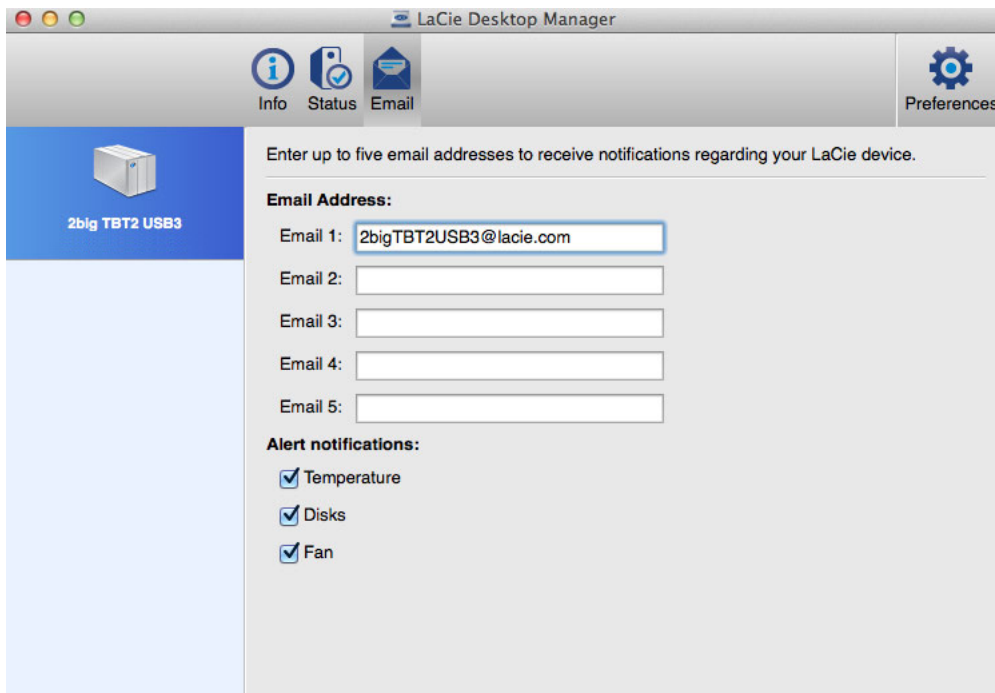 LaCie Desktop Manager
Info Status Email Preferences
2big TBT2 USB3
Enter up to five email addresses to receive notifications regarding your LaCie device.
Email Address:
Email 1: 2bigTBT2USB3@lacie.com
Email 2:
Email 3:
Email 4:
Email 5:
Alert notifications:
Temperature
Disks
Fan